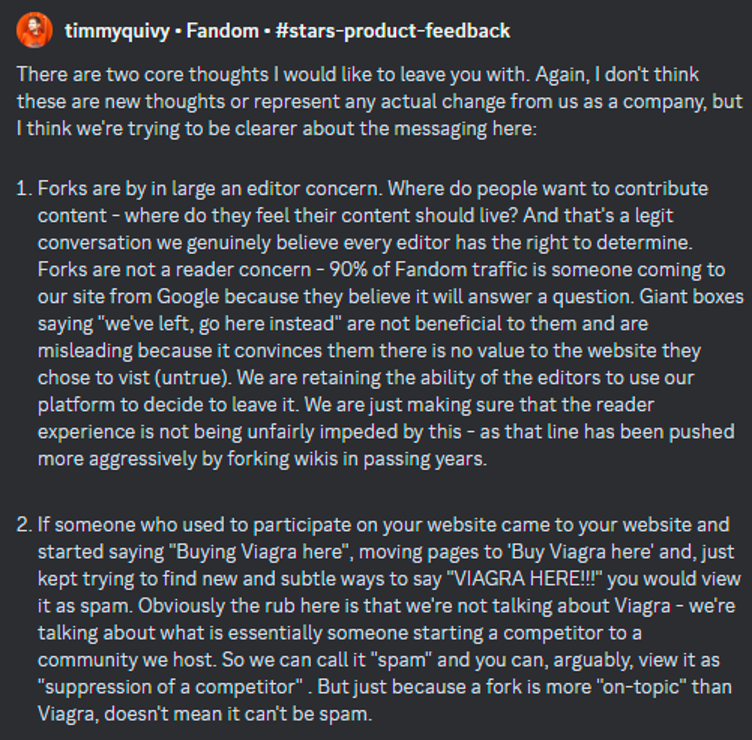 timmyquivy • Fandom • #stars-product-feedback
There are two core thoughts I would like to leave you with. Again, I don't think
these are new thoughts or represent any actual change from us as a company, but
I think we're trying to be clearer about the messaging here:
1. Forks are by in large an editor concern. Where do people want to contribute
content - where do they feel their content should live? And that's a legit
conversation we genuinely believe every editor has the right to determine.
Forks are not a reader concern - 90% of Fandom traffic is someone coming to
our site from Google because they believe it will answer a question. Giant boxes
saying "we've left, go here instead" are not beneficial to them and are
misleading because it convinces them there is no value to the website they
chose to vist (untrue). We are retaining the ability of the editors to use our
platform to decide to leave it. We are just making sure that the reader
experience is not being unfairly impeded by this - as that line has been pushed
more aggressively by forking wikis in passing years.
2. If someone who used to participate on your website came to your website and
started saying "Buying Viagra here", moving pages to 'Buy Viagra here' and, just
kept trying to find new and subtle ways to say "VIAGRA HERE!!!" you would view
it as spam. Obviously the rub here is that we're not talking about Viagra - we're
talking about what is essentially someone starting a competitor to a
community we host. So we can call it "spam" and you can, arguably, view it as
"suppression of a competitor" . But just because a fork is more "on-topic" than
Viagra, doesn't mean it can't be spam.